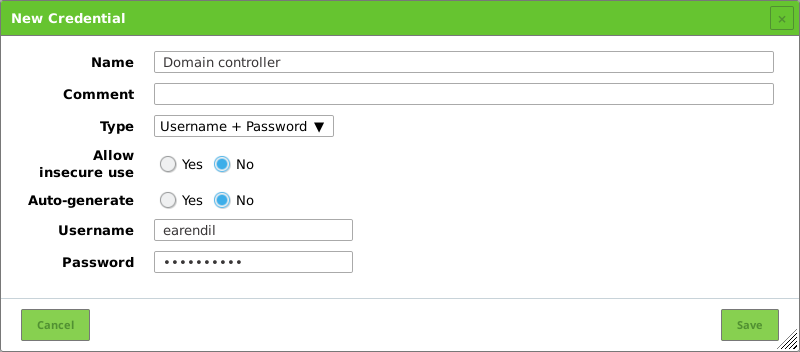 New Credential ×
Name Domain controller
Comment
Type Username + Password ▼
Allow
insecure use Yes No
Auto-generate Yes No
Username earendil
Password ••••••••••
Cancel Save